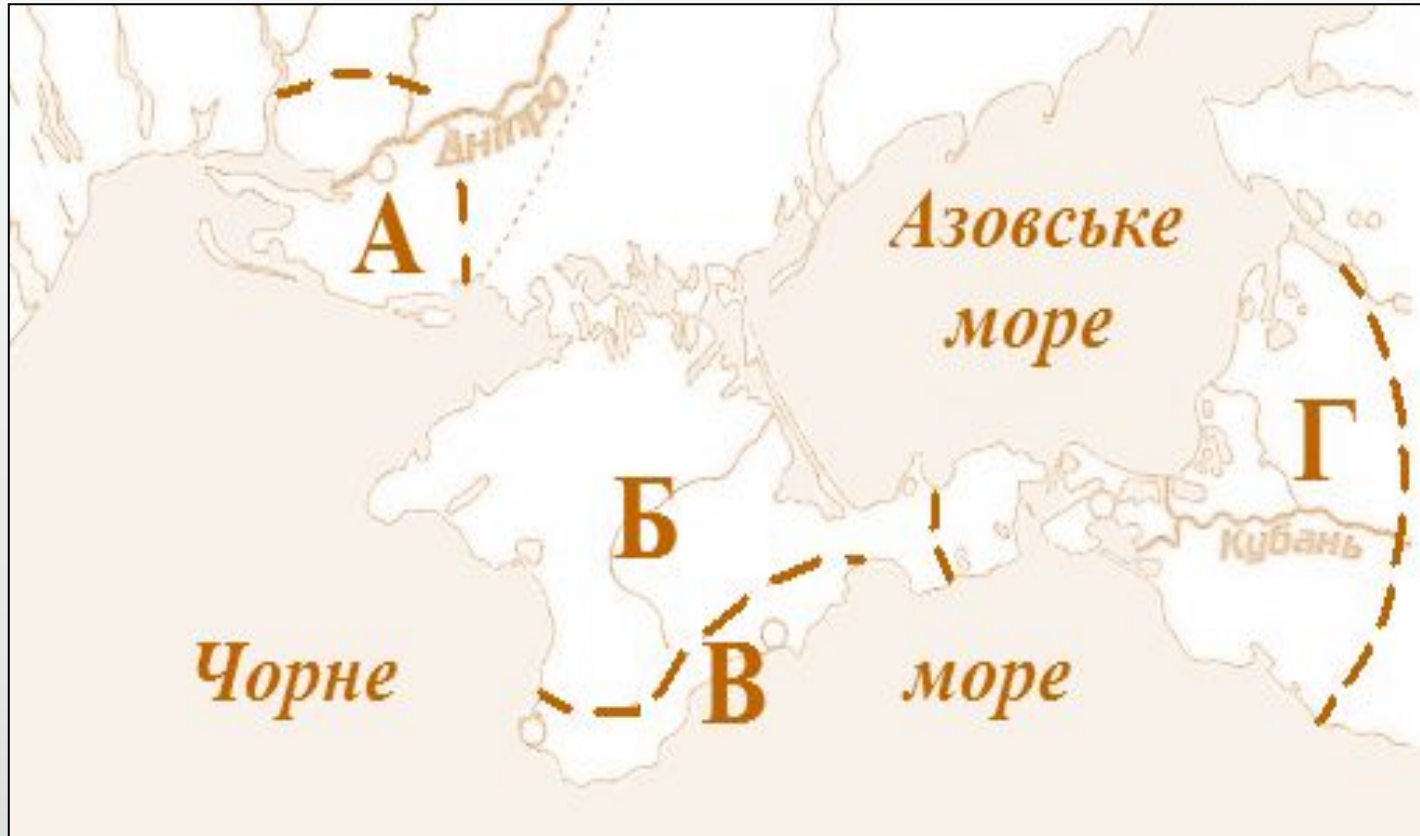 Дніпро
А
Азовське
море
Г
Б
Кубань
Чорне
В
море